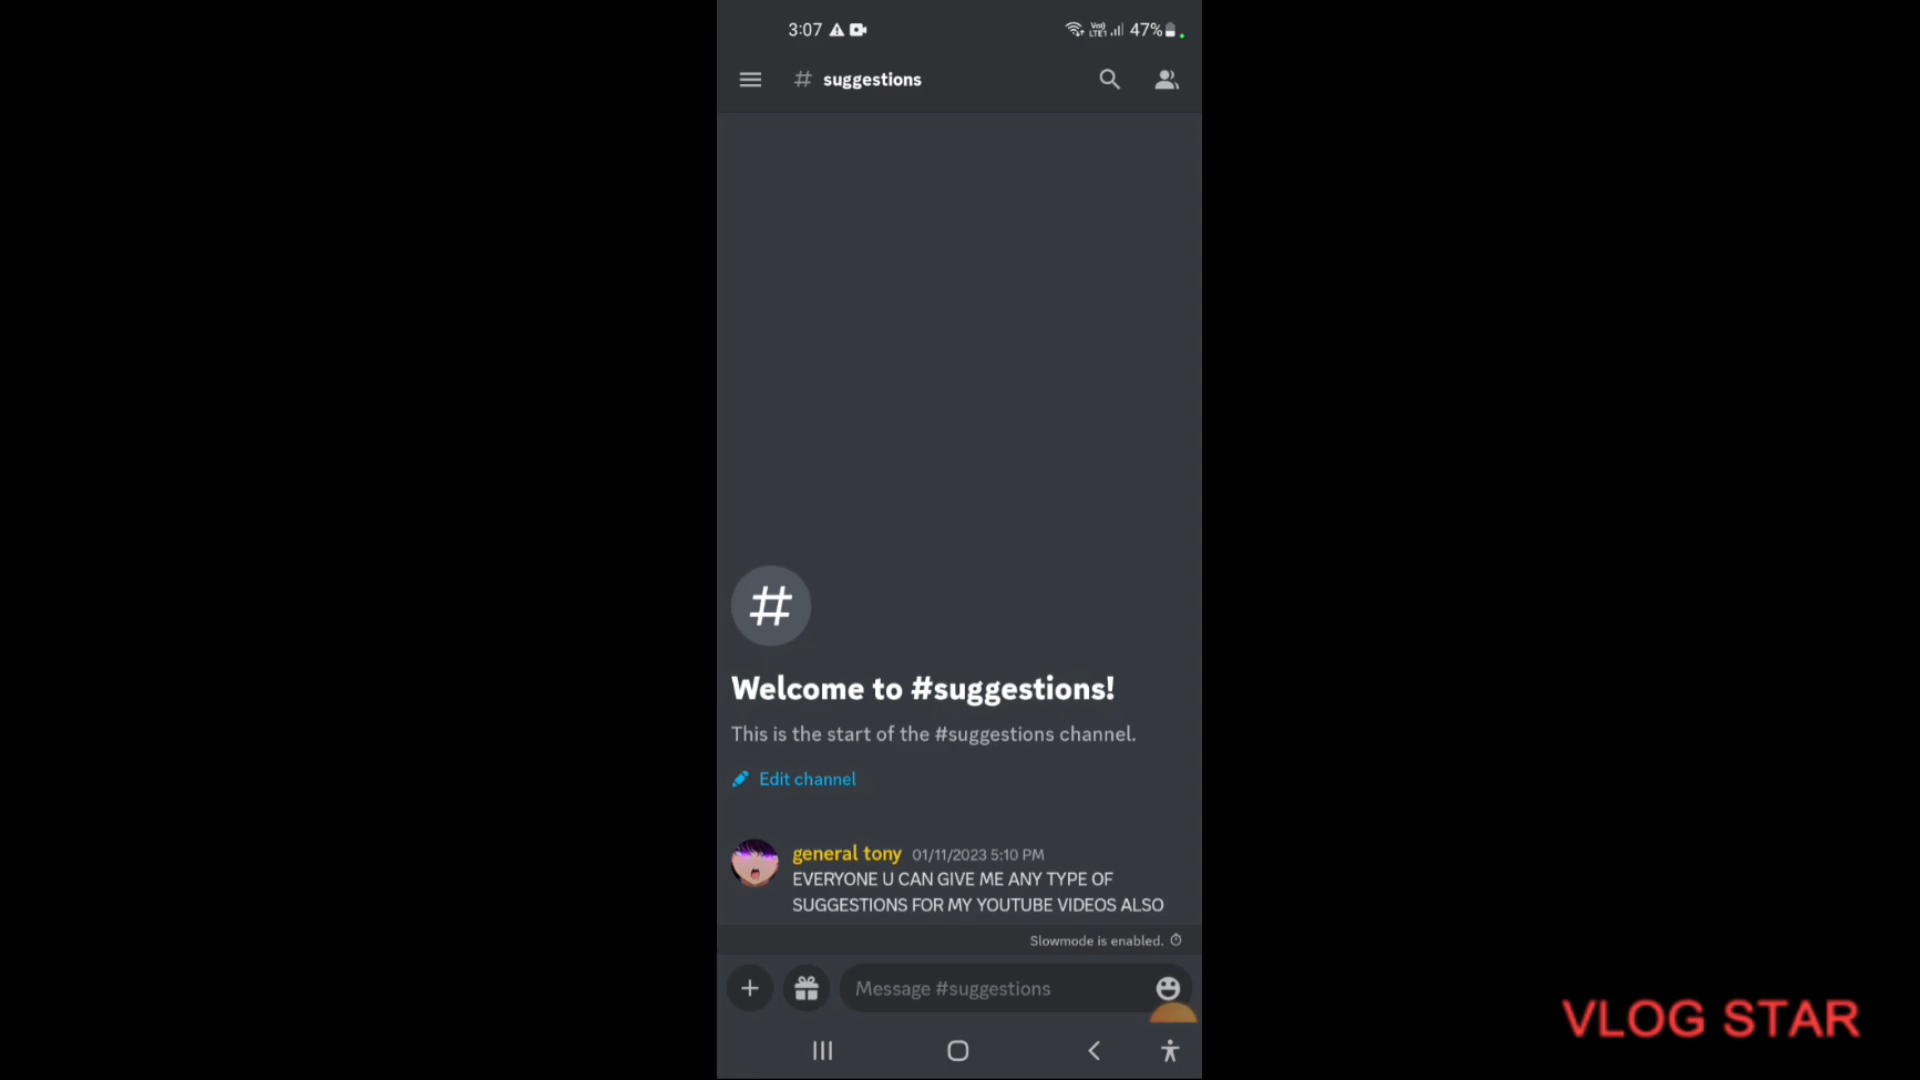 3:07
Vo)) LTE1
47%
# suggestions
#
Welcome to #suggestions!
This is the start of the #suggestions channel.
Edit channel
general tony 01/11/2023 5:10 PM
EVERYONE U CAN GIVE ME ANY TYPE OF
SUGGESTIONS FOR MY YOUTUBE VIDEOS ALSO
Slowmode is enabled.
Message #suggestions
VLOG STAR